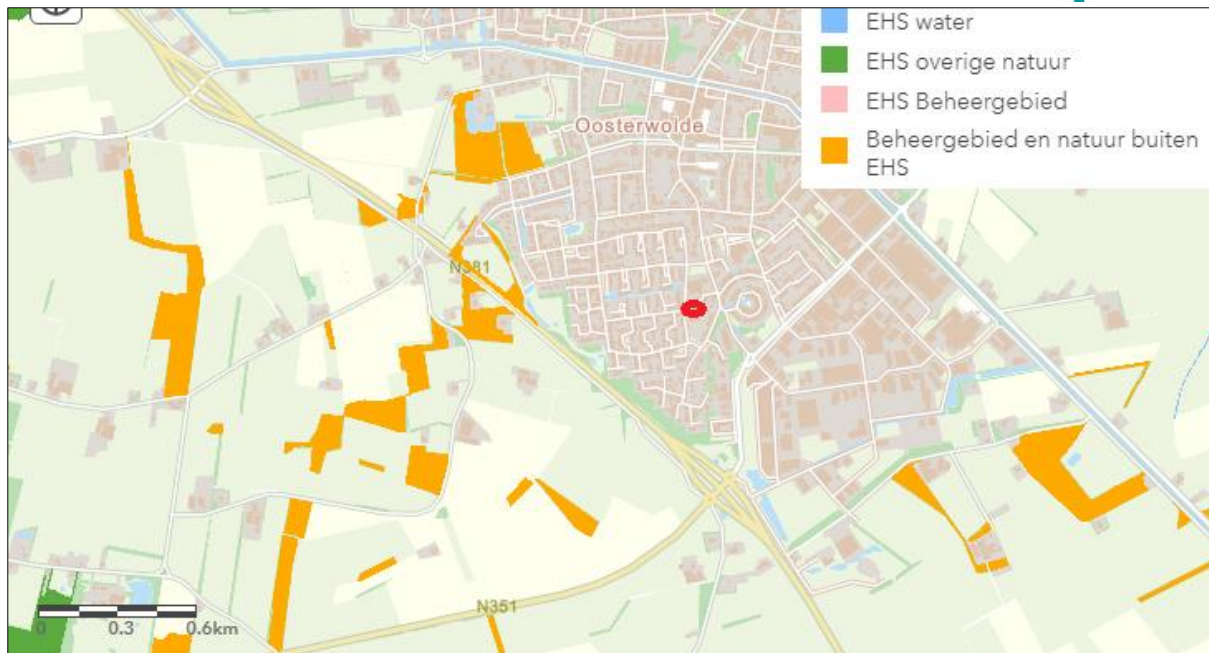 EHS water
EHS overige natuur
EHS Beheergebied
Beheergebied en natuur buiten
EHS
Oosterwolde
N381
N351
0 0.3 0.6km